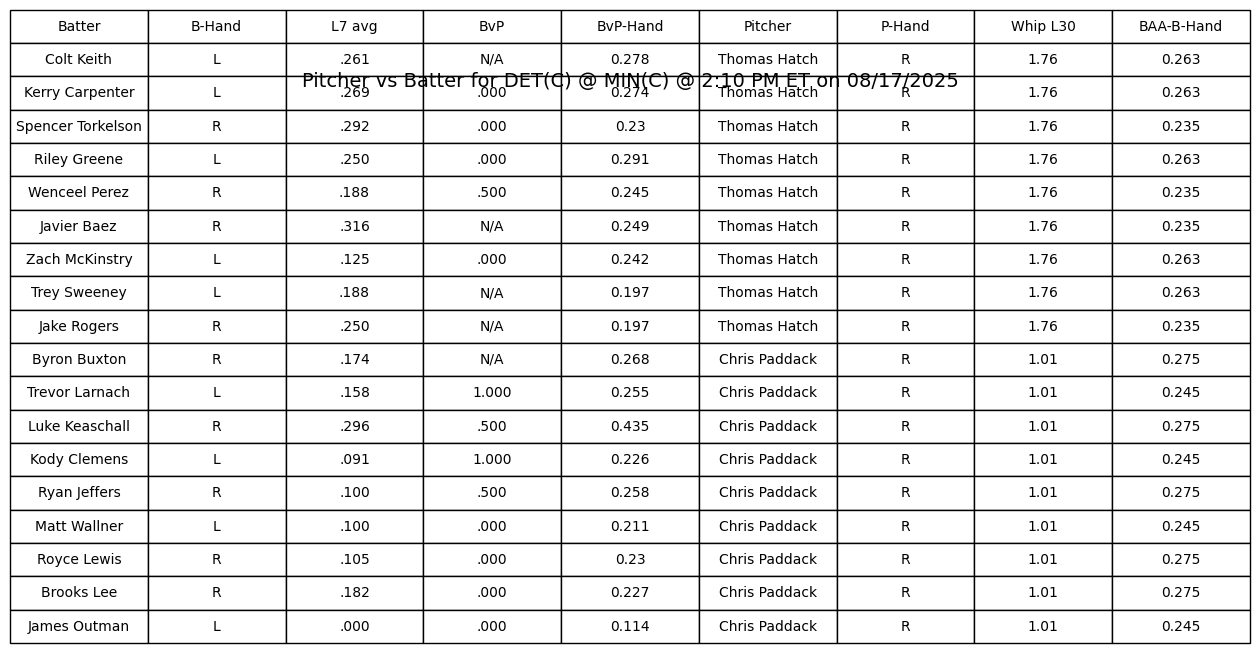 Batter B-Hand L7 avg BvP BvP-Hand Pitcher P-Hand Whip L30 BAA-B-Hand
Colt Keith L .261 N/A 0.278 Thomas Hatch R 1.76 0.263
Pitcher vs Batter for DET(C) @ MIN(C) @ 2:10 PM ET on 08/17/2025
Kerry Carpenter L .269 .000 0.274 Thomas Hatch R 1.76 0.263
Spencer Torkelson R .292 .000 0.23 Thomas Hatch R 1.76 0.235
Riley Greene L .250 .000 0.291 Thomas Hatch R 1.76 0.263
Wenceel Perez R .188 .500 0.245 Thomas Hatch R 1.76 0.235
Javier Baez R .316 N/A 0.249 Thomas Hatch R 1.76 0.235
Zach McKinstry L .125 .000 0.242 Thomas Hatch R 1.76 0.263
Trey Sweeney L .188 N/A 0.197 Thomas Hatch R 1.76 0.263
Jake Rogers R .250 N/A 0.197 Thomas Hatch R 1.76 0.235
Byron Buxton R .174 N/A 0.268 Chris Paddack R 1.01 0.275
Trevor Larnach L .158 1.000 0.255 Chris Paddack R 1.01 0.245
Luke Keaschall R .296 .500 0.435 Chris Paddack R 1.01 0.275
Kody Clemens L .091 1.000 0.226 Chris Paddack R 1.01 0.245
Ryan Jeffers R .100 .500 0.258 Chris Paddack R 1.01 0.275
Matt Wallner L .100 .000 0.211 Chris Paddack R 1.01 0.245
Royce Lewis R .105 .000 0.23 Chris Paddack R 1.01 0.275
Brooks Lee R .182 .000 0.227 Chris Paddack R 1.01 0.275
James Outman L .000 .000 0.114 Chris Paddack R 1.01 0.245